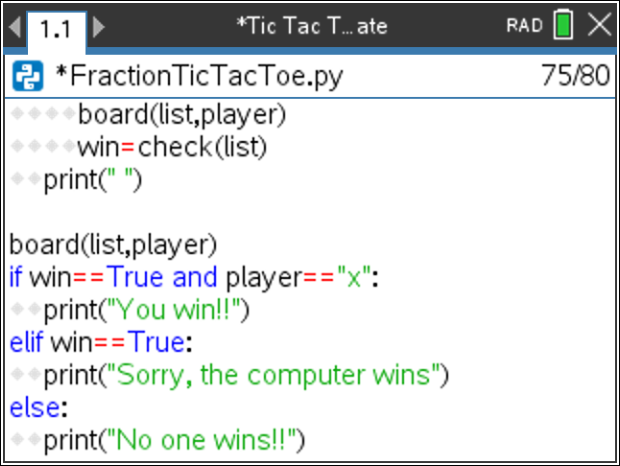 1.1 *Tic Tac T...ate RAD
*FractionTicTacToe.py 75/80
board(list,player)
win=check(list)
print(" ")
board(list,player)
if win==True and player=="x":
print("You win!!")
elif win==True:
print("Sorry, the computer wins")
else:
print("No one wins!!")